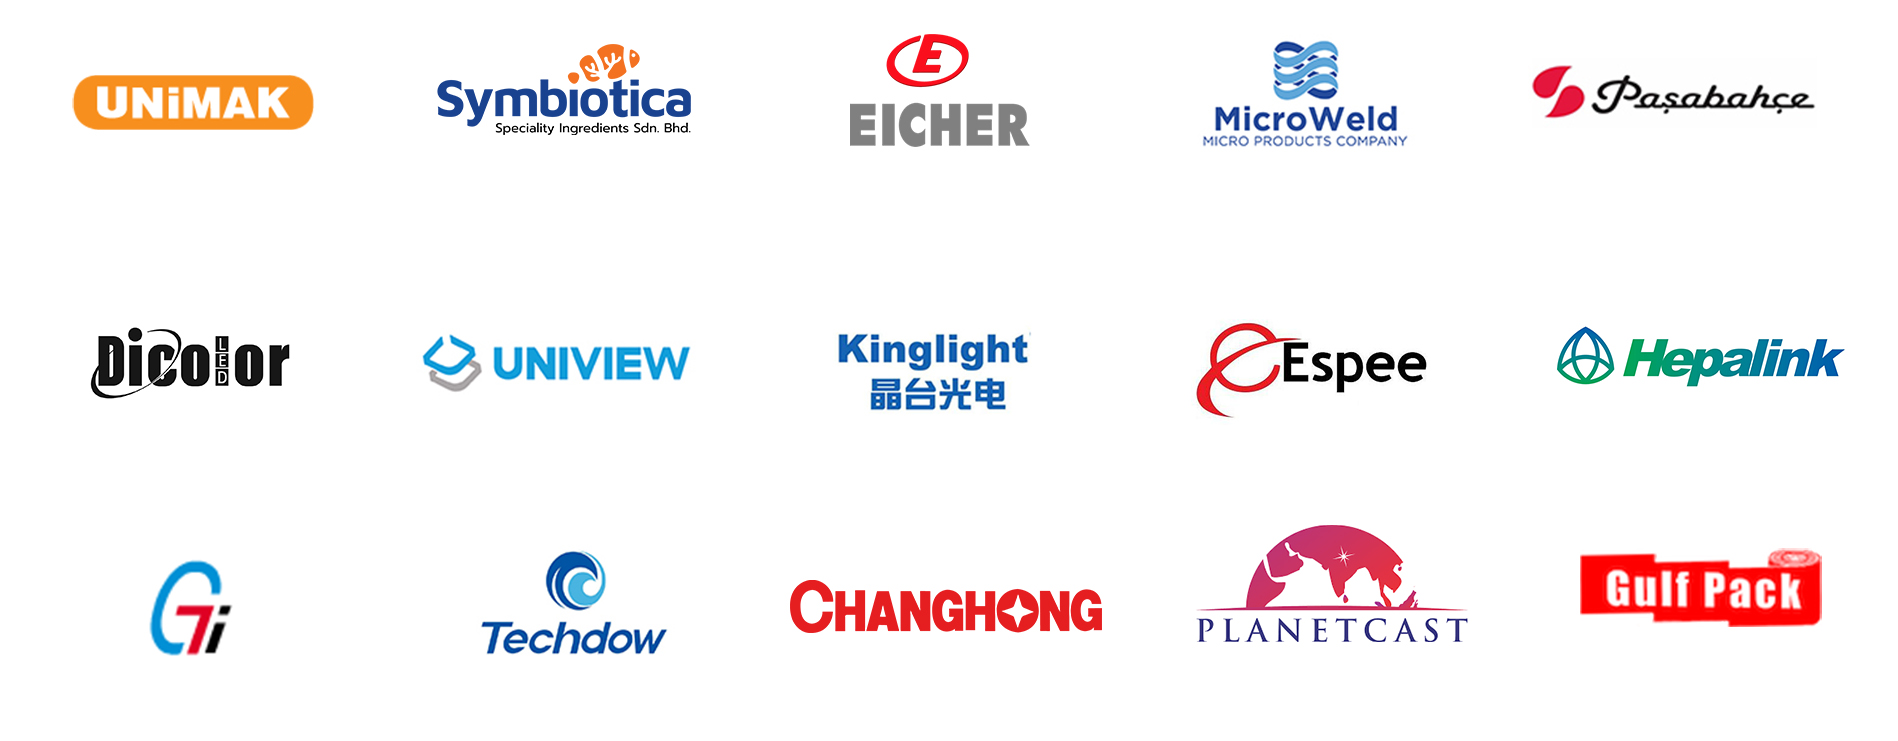 UNiMAK
Symbiotica
Speciality Ingredients Sdn. Bhd.
E
EICHER
MicroWeld
MICRO PRODUCTS COMPANY
Paşabahçe
Dicolor
LED
UNIVIEW
Kinglight
晶台光电
Espee
Hepalink
G7i
Techdow
CHANGHONG
PLANETCAST
Gulf Pack